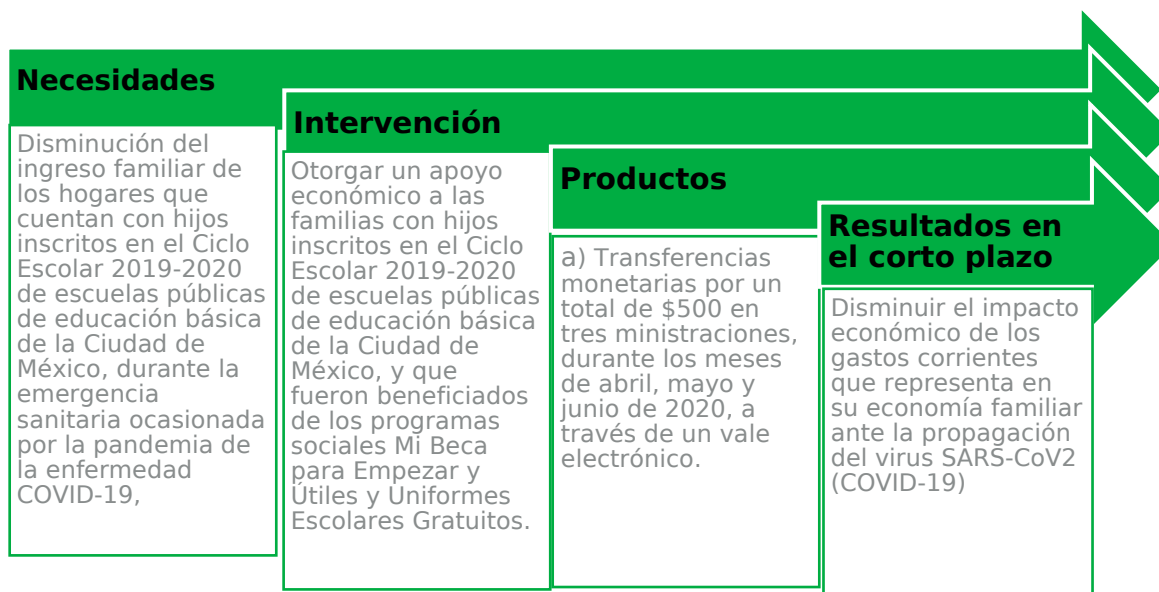 Necesidades
Disminución del
ingreso familiar de
los hogares que
cuentan con hijos
inscritos en el Ciclo
Escolar 2019-2020
de escuelas públicas
de educación básica
de la Ciudad de
México, durante la
emergencia
sanitaria ocasionada
por la pandemia de
la enfermedad
COVID-19,
Intervención
Otorgar un apoyo
económico a las
familias con hijos
inscritos en el Ciclo
Escolar 2019-2020
de escuelas públicas
de educación básica
de la Ciudad de
México, y que
fueron beneficiados
de los programas
sociales Mi Beca
para Empezar y
Útiles y Uniformes
Escolares Gratuitos.
Productos
a) Transferencias
monetarias por un
total de $500 en
tres ministraciones,
durante los meses
de abril, mayo y
junio de 2020, a
través de un vale
electrónico.
Resultados en
el corto plazo
Disminuir el impacto
económico de los
gastos corrientes
que representa en
su economía familiar
ante la propagación
del virus SARS-CoV2
(COVID-19)